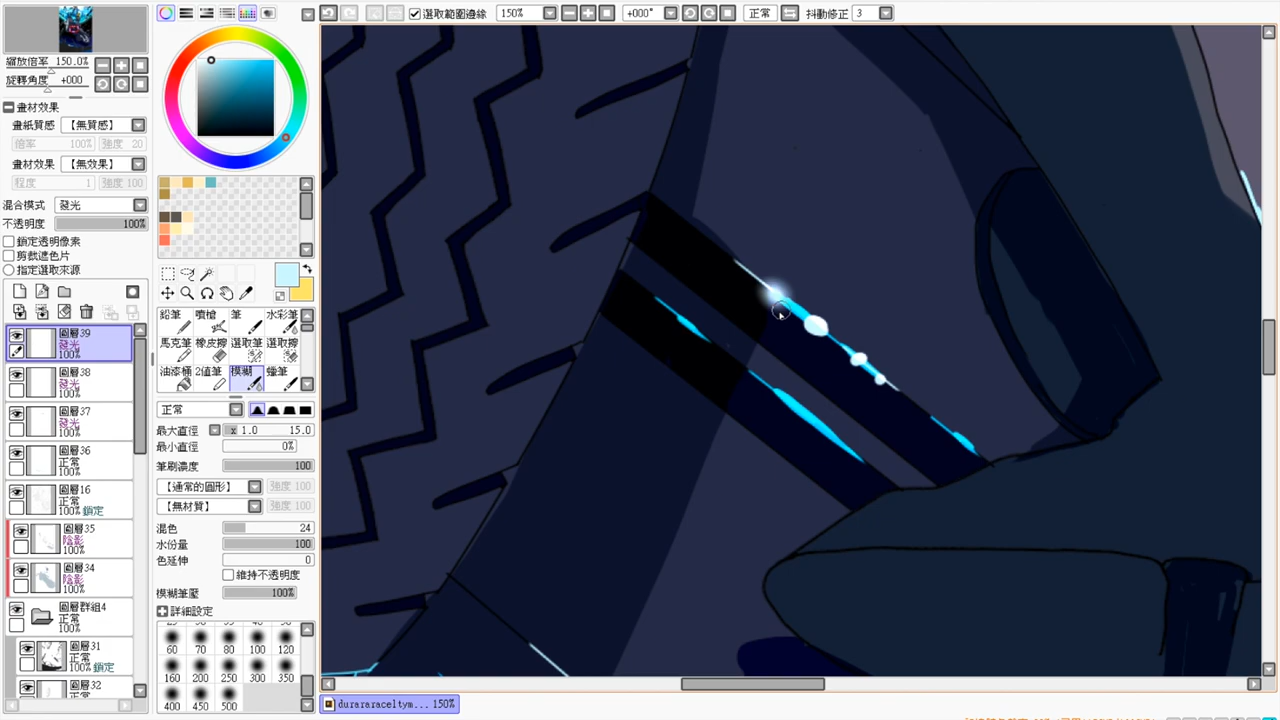 選取範圍邊緣 150% +000° 正常 抖動修正 3
縮放倍率 150.0%
旋轉角度 +000
畫材效果
畫紙質感 【無質感】
倍率 100% 強度 20
畫材效果 【無效果】
程度 1 強度 100
混合模式 發光
不透明度 100%
鎖定透明像素
剪裁遮色片
指定選取來源
圖層39
發光
100%
圖層38
發光
100%
圖層37
發光
100%
圖層36
正常
100%
圖層16
正常
100% 鎖定
圖層35
陰影
100%
圖層34
陰影
100%
圖層群組4
正常
100%
圖層31
正常
100% 鎖定
圖層32
正常
鉛筆 噴槍 筆 水彩筆
馬克筆 橡皮擦 選取筆 選取擦
油漆桶 2值筆 模糊 蠟筆
正常
最大直徑 x 1.0 15.0
最小直徑 0%
筆刷濃度 100
【通常的圓形】 強度 100
【無材質】 強度 100
混色 24
水份量 100
色延伸 0
維持不透明度
模糊筆壓 100%
詳細設定
60 70 80 100 120
160 200 250 300 350
400 450 500
durararaceltym... 150%